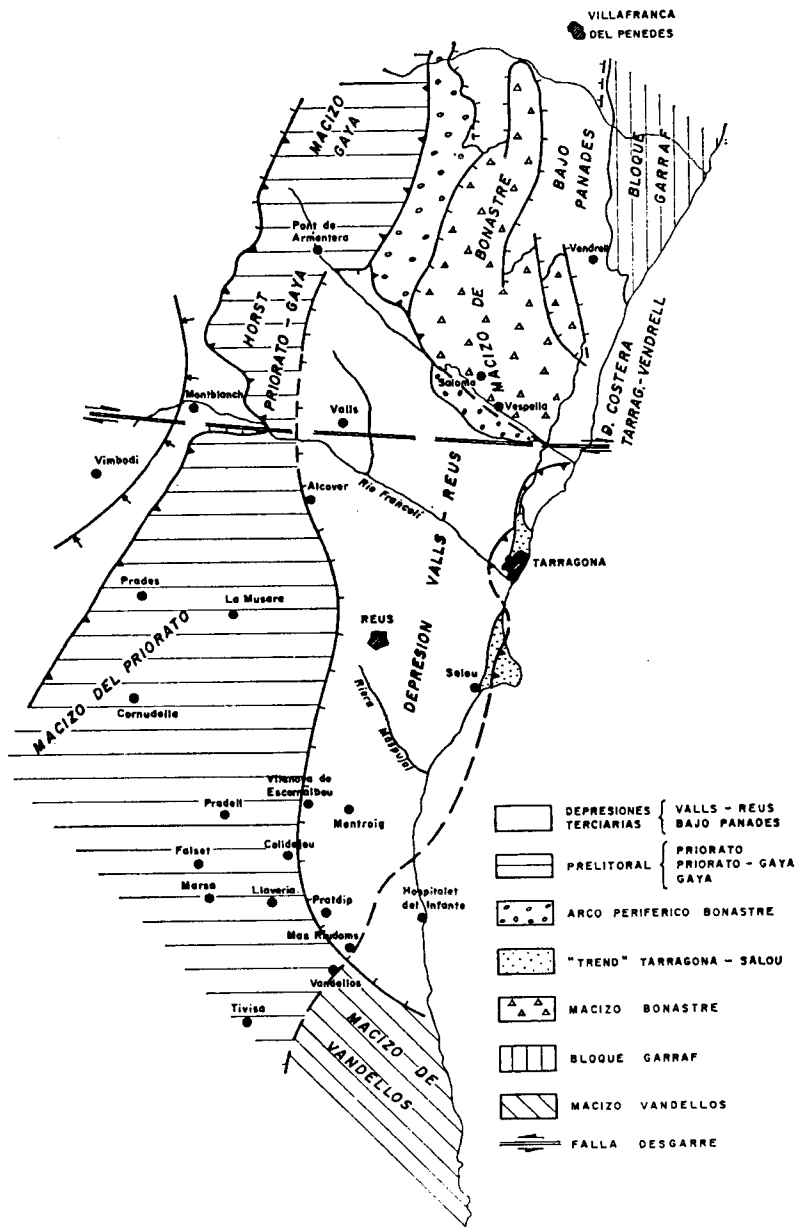 VILLAFRANCA
DEL PENEDES
MACIZO
GAYA
BLOQUE
GARRAF
BAJO
PANADES
BONASTRE
MACIZO DE
Pont de
Armentera
Vendrell
HORST
PRIORATO - GAYA
D. COSTERA
TARRAG.-VENDRELL
Montblanch
Salomo
Vespella
Valls
Vimbodi
Alcover
Rio Francoli
DEPRESION VALLS - REUS
TARRAGONA
Prades
La Musara
REUS
MACIZO DEL PRIORATO
Salou
Cornudella
Riera
Maspujol
Vilanova de
Escornalbou
Pradell
Montroig
Falset
Colldejou
Marsa
Llaveria
Pratdip
Hospitalet
del Infante
Mas Riudoms
Vandellos
Tivisa
MACIZO DE
VANDELLOS
DEPRESIONES
TERCIARIAS
VALLS - REUS
BAJO PANADES
PRELITORAL
PRIORATO
PRIORATO - GAYA
GAYA
ARCO PERIFERICO BONASTRE
"TREND" TARRAGONA - SALOU
MACIZO BONASTRE
BLOQUE GARRAF
MACIZO VANDELLOS
FALLA DESGARRE